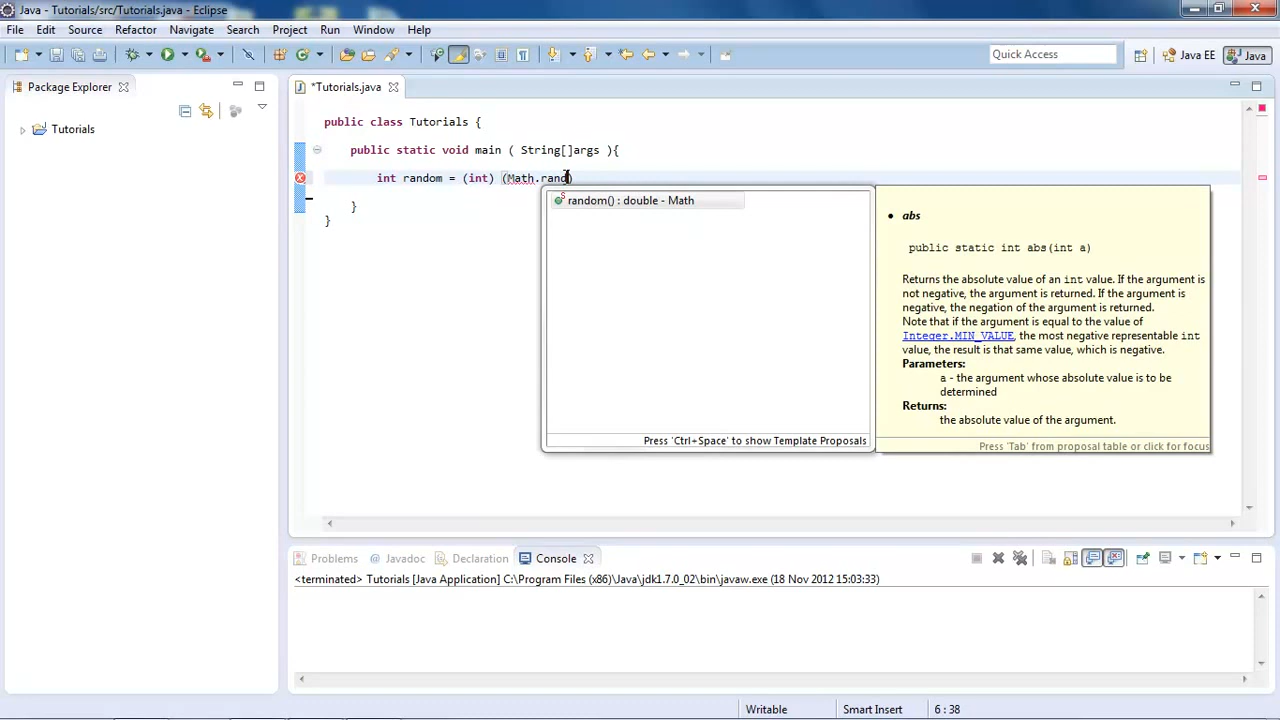 Java - Tutorials/src/Tutorials.java - Eclipse
File Edit Source Refactor Navigate Search Project Run Window Help
Quick Access Java EE Java
Package Explorer
*Tutorials.java
Tutorials
public class Tutorials {
public static void main ( String[]args ){
int random = (int) (Math.rand)
}
}
random() : double - Math
Press 'Ctrl+Space' to show Template Proposals
abs
public static int abs(int a)
Returns the absolute value of an int value. If the argument is
not negative, the argument is returned. If the argument is
negative, the negation of the argument is returned.
Note that if the argument is equal to the value of
Integer.MIN_VALUE, the most negative representable int
value, the result is that same value, which is negative.
Parameters:
a - the argument whose absolute value is to be
determined
Returns:
the absolute value of the argument.
Press 'Tab' from proposal table or click for focus
Problems Javadoc Declaration Console
<terminated> Tutorials [Java Application] C:\Program Files (x86)\Java\jdk1.7.0_02\bin\javaw.exe (18 Nov 2012 15:03:33)
Writable Smart Insert 6 : 38